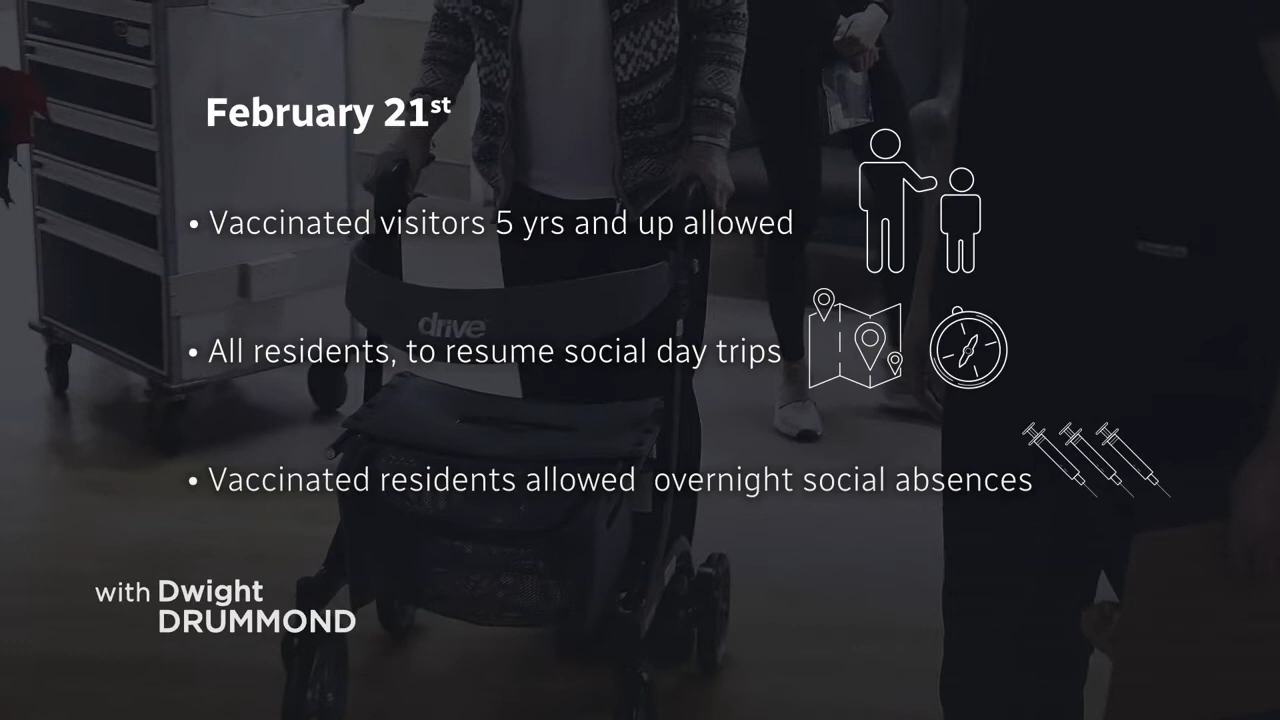 February 21st
• Vaccinated visitors 5 yrs and up allowed
drive
• All residents, to resume social day trips
• Vaccinated residents allowed overnight social absences
with Dwight
DRUMMOND